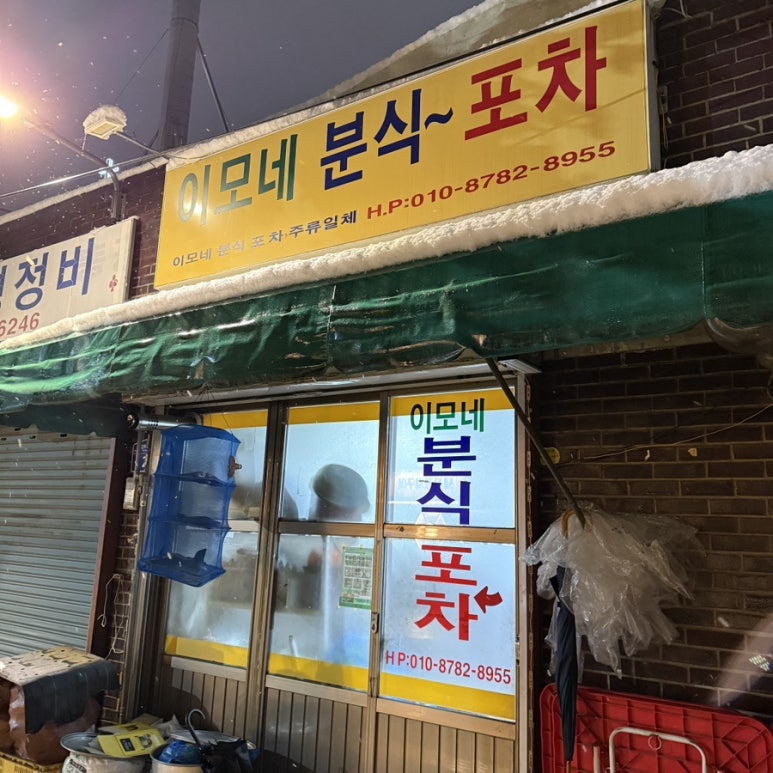 이모네 분식~포차
이모네 분식 포차·주류일체 H.P:010-8782-8955
정비
6246
이모네
분식
포차
H P:010-8782-8955